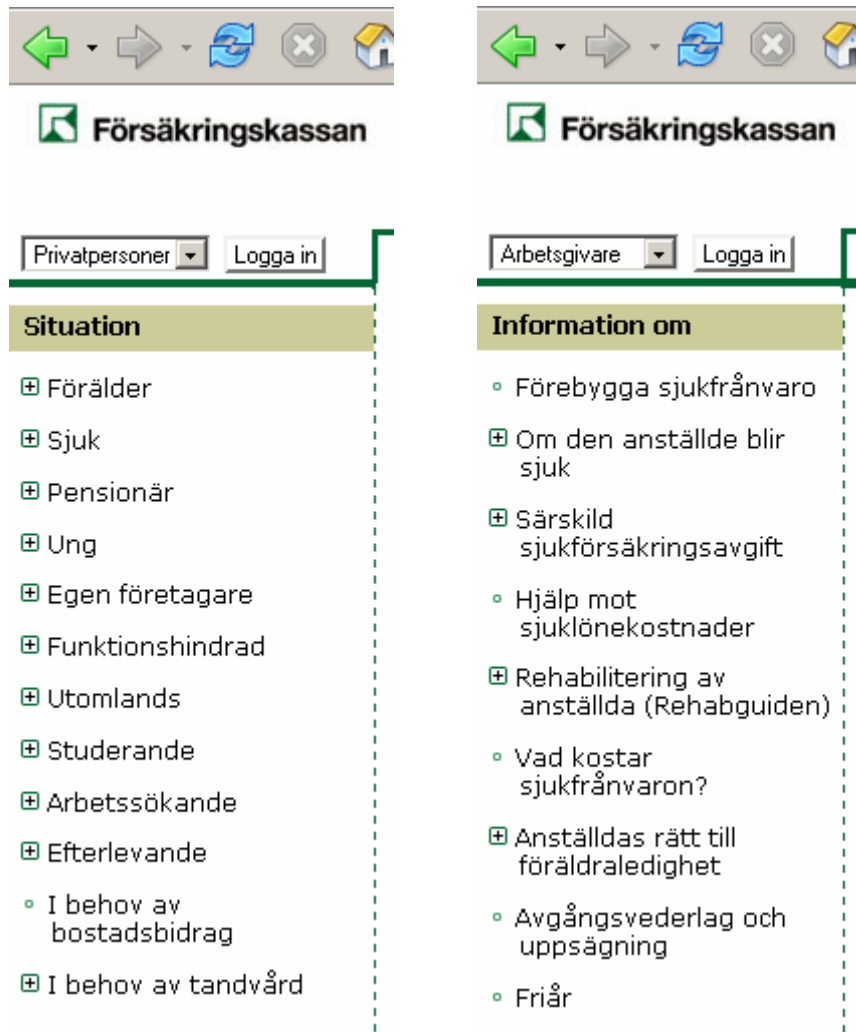 Försäkringskassan
Privatpersoner
Logga in
Situation
Förälder
Sjuk
Pensionär
Ung
Egen företagare
Funktionshindrad
Utomlands
Studerande
Arbetssökande
Efterlevande
I behov av
bostadsbidrag
I behov av tandvård
Försäkringskassan
Arbetsgivare
Logga in
Information om
Förebygga sjukfrånvaro
Om den anställde blir
sjuk
Särskild
sjukförsäkringsavgift
Hjälp mot
sjuklönekostnader
Rehabilitering av
anställda (Rehabguiden)
Vad kostar
sjukfrånvaron?
Anställdas rätt till
föräldraledighet
Avgångsvederlag och
uppsägning
Friår